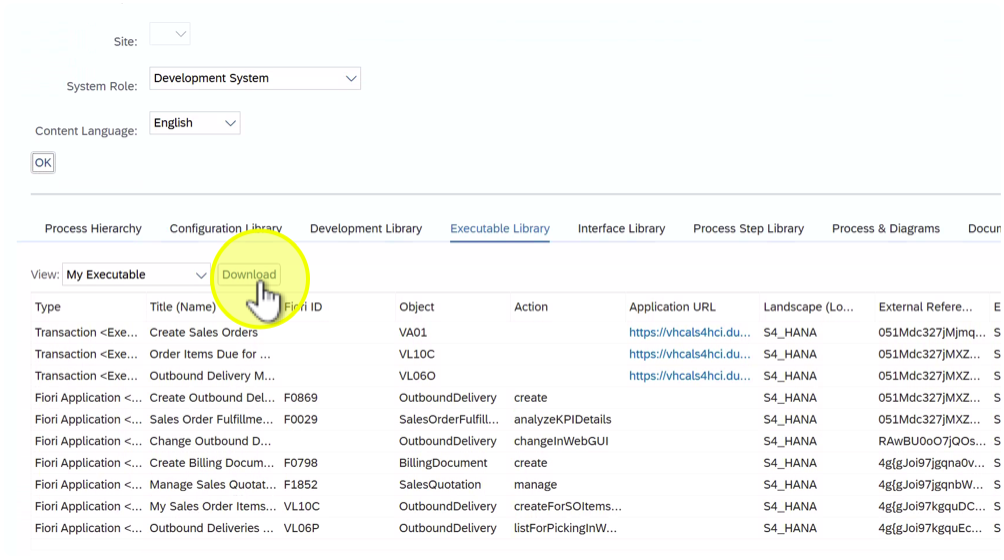 Site:
System Role: Development System
Content Language: English
OK
Process Hierarchy Configuration Library Development Library Executable Library Interface Library Process Step Library Process & Diagrams Docum
View: My Executable Download
Type Title (Name) Fiori ID Object Action Application URL Landscape (Lo... External Refere... E
Transaction <Exe... Create Sales Orders VA01 https://vhcals4hci.du... S4_HANA 051Mdc327jMjmq... S
Transaction <Exe... Order Items Due for ... VL10C https://vhcals4hci.du... S4_HANA 051Mdc327jMXZ... S
Transaction <Exe... Outbound Delivery M... VL06O https://vhcals4hci.du... S4_HANA 051Mdc327jMXZ... S
Fiori Application <... Create Outbound Del... F0869 OutboundDelivery create S4_HANA 051Mdc327jMXZ... S
Fiori Application <... Sales Order Fulfillme... F0029 SalesOrderFulfill... analyzeKPIDetails S4_HANA 051Mdc327jMXZ... S
Fiori Application <... Change Outbound D... OutboundDelivery changeInWebGUI S4_HANA RAwBU0oO7jQOs... S
Fiori Application <... Create Billing Docum... F0798 BillingDocument create S4_HANA 4g{gJoi97jgqna0v... S
Fiori Application <... Manage Sales Quotat... F1852 SalesQuotation manage S4_HANA 4g{gJoi97jgqnbW... S
Fiori Application <... My Sales Order Items... VL10C OutboundDelivery createForSOItems... S4_HANA 4g{gJoi97kgquDC... S
Fiori Application <... Outbound Deliveries ... VL06P OutboundDelivery listForPickingInW... S4_HANA 4g{gJoi97kgquEc... S